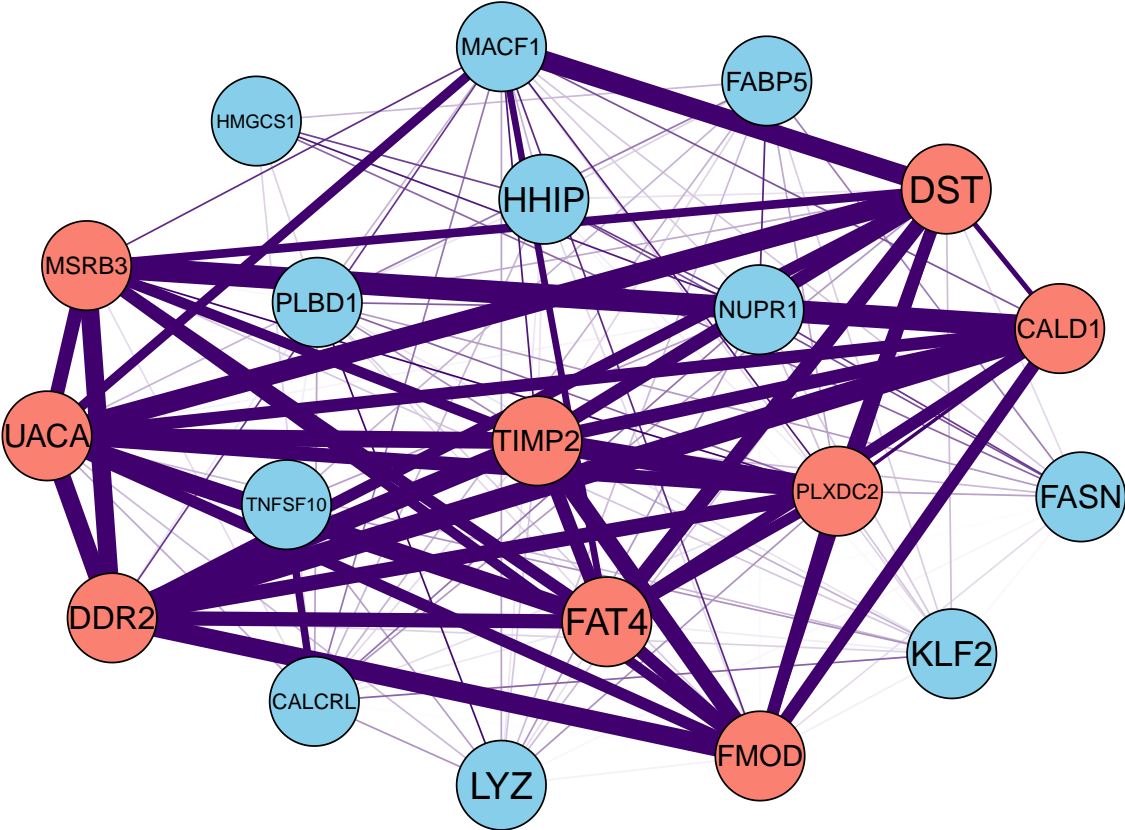 MACF1
FABP5
HMGCS1
DST
HHIP
MSRB3
PLBD1
NUPR1
CALD1
UACA
TIMP2
PLXDC2
FASN
TNFSF10
DDR2
FAT4
KLF2
CALCRL
FMOD
LYZ